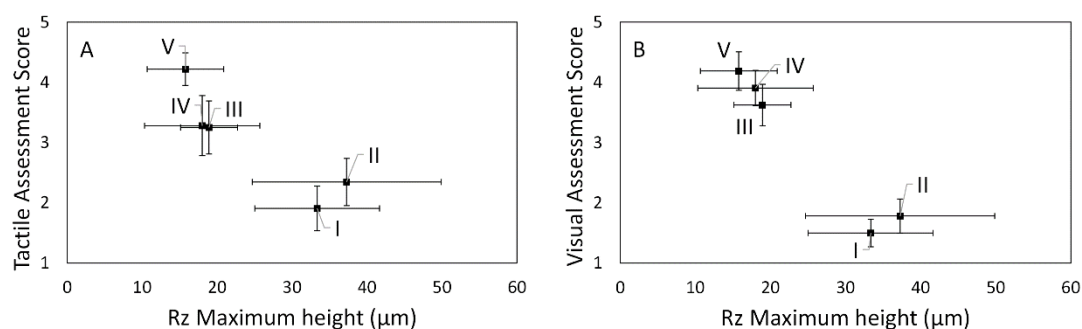 A
Tactile Assessment Score
5
4
3
2
1
V
IV
III
II
I
0
10
20
30
40
50
60
Rz Maximum height (µm)
B
Visual Assessment Score
5
4
3
2
1
V
IV
III
II
I
0
10
20
30
40
50
60
Rz Maximum height (µm)